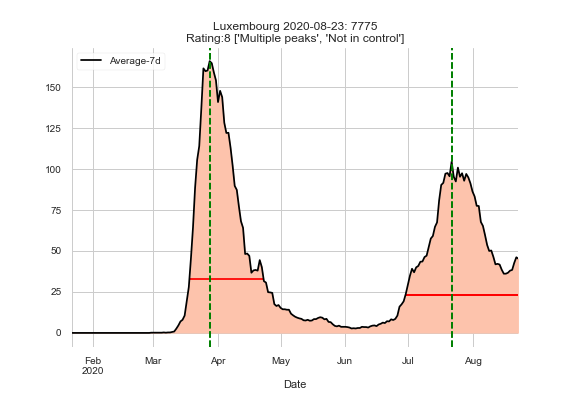 Luxembourg 2020-08-23: 7775
Rating:8 ['Multiple peaks', 'Not in control']
Average-7d
150
125
100
75
50
25
0
Feb Mar Apr May Jun Jul Aug
2020
Date